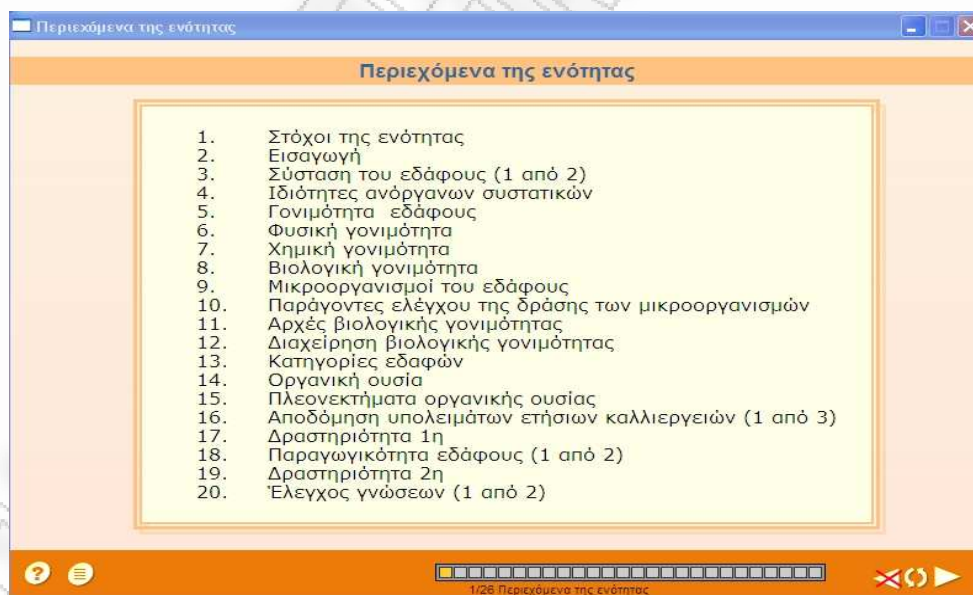 Περιεχόμενα της ενότητας
Περιεχόμενα της ενότητας
1. Στόχοι της ενότητας
2. Εισαγωγή
3. Σύσταση του εδάφους (1 από 2)
4. Ιδιότητες ανόργανων συστατικών
5. Γονιμότητα εδάφους
6. Φυσική γονιμότητα
7. Χημική γονιμότητα
8. Βιολογική γονιμότητα
9. Μικροοργανισμοί του εδάφους
10. Παράγοντες ελέγχου της δράσης των μικροοργανισμών
11. Αρχές βιολογικής γονιμότητας
12. Διαχείρηση βιολογικής γονιμότητας
13. Κατηγορίες εδαφών
14. Οργανική ουσία
15. Πλεονεκτήματα οργανικής ουσίας
16. Αποδόμηση υπολειμάτων ετήσιων καλλιεργειών (1 από 3)
17. Δραστηριότητα 1η
18. Παραγωγικότητα εδάφους (1 από 2)
19. Δραστηριότητα 2η
20. Έλεγχος γνώσεων (1 από 2)
?
1/26 Περιεχόμενα της ενότητας